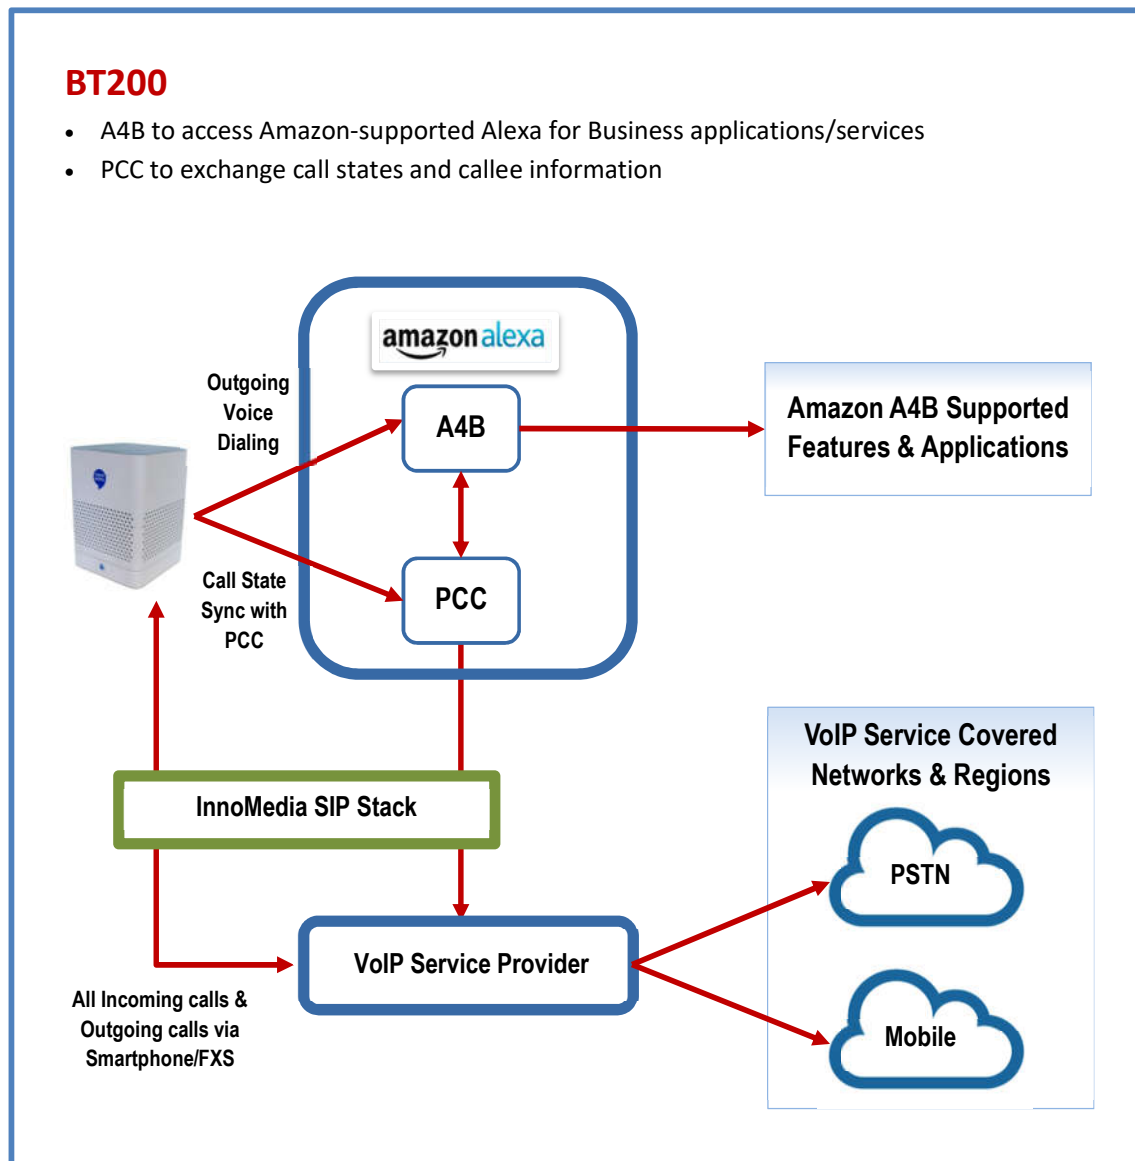 BT200
• A4B to access Amazon-supported Alexa for Business applications/services
• PCC to exchange call states and callee information
amazon alexa
Outgoing
Voice
Dialing
A4B
Amazon A4B Supported
Features & Applications
Call State
Sync with
PCC
PCC
VoIP Service Covered
Networks & Regions
InnoMedia SIP Stack
PSTN
VoIP Service Provider
All Incoming calls &
Outgoing calls via
Smartphone/FXS
Mobile